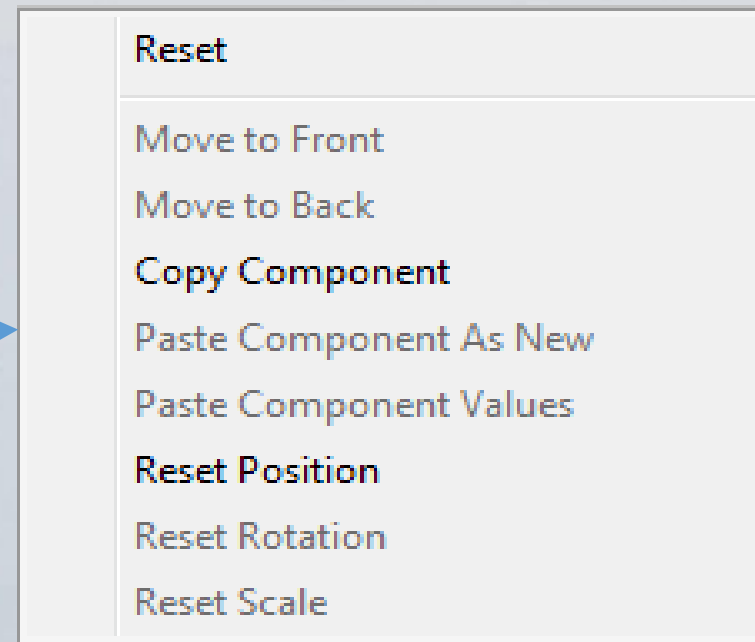 Reset
Move to Front
Move to Back
Copy Component
Paste Component As New
Paste Component Values
Reset Position
Reset Rotation
Reset Scale